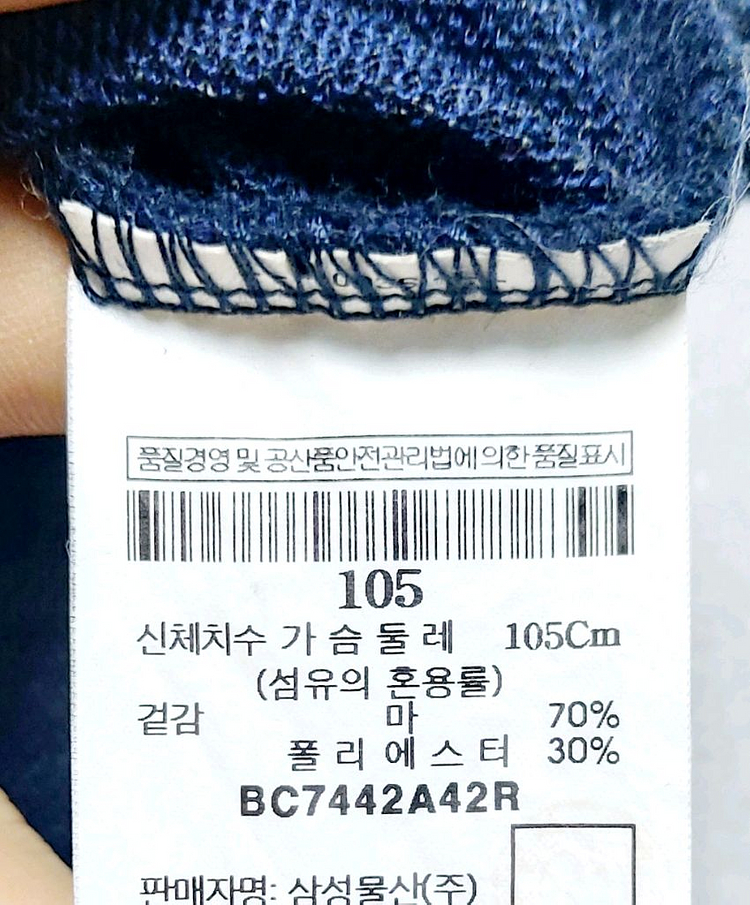 품질경영 및 공산품안전관리법에 의한 품질표시
105
신체치수 가 슴 둘 레 105Cm
(섬유의 혼용률)
겉감 마 70%
폴 리 에 스 터 30%
BC7442A42R
판매자명: 삼성물산(주)